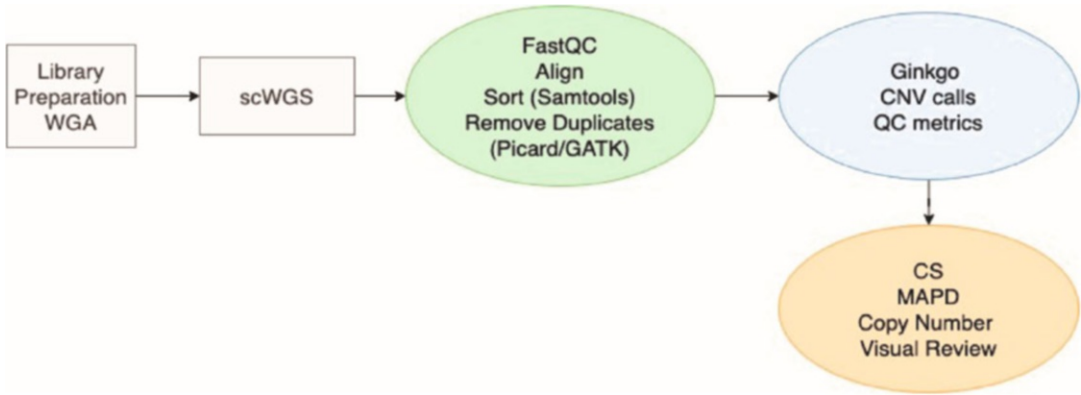 Library
Preparation
WGA
scWGS
FastQC
Align
Sort (Samtools)
Remove Duplicates
(Picard/GATK)
Ginkgo
CNV calls
QC metrics
CS
MAPD
Copy Number
Visual Review